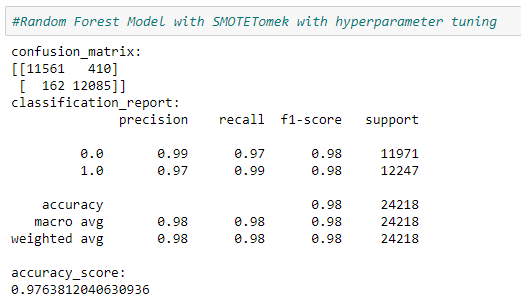 #Random Forest Model with SMOTETomek with hyperparameter tuning
confusion_matrix:
[[11561   410]
 [  162 12085]]
classification_report:
              precision    recall  f1-score   support

         0.0       0.99      0.97      0.98     11971
         1.0       0.97      0.99      0.98     12247

    accuracy                           0.98     24218
   macro avg       0.98      0.98      0.98     24218
weighted avg       0.98      0.98      0.98     24218

accuracy_score:
0.9763812040630936